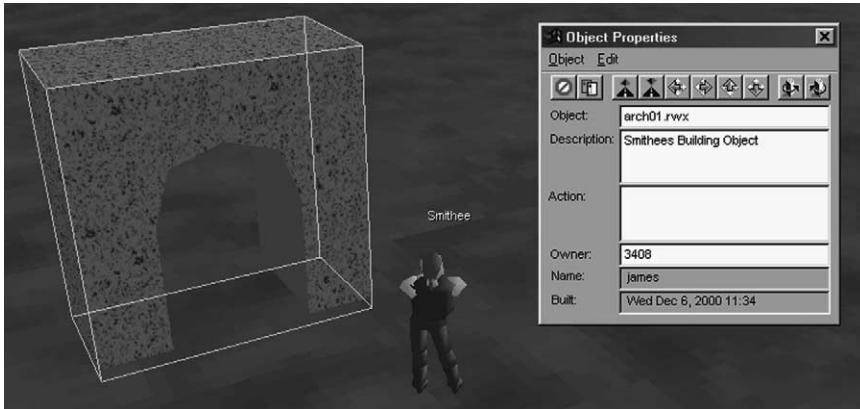 Smithee
Object Properties
Object Edit
Object: arch01.rwx
Description: Smithees Building Object
Action:
Owner: 3408
Name: james
Built: Wed Dec 6, 2000 11:34